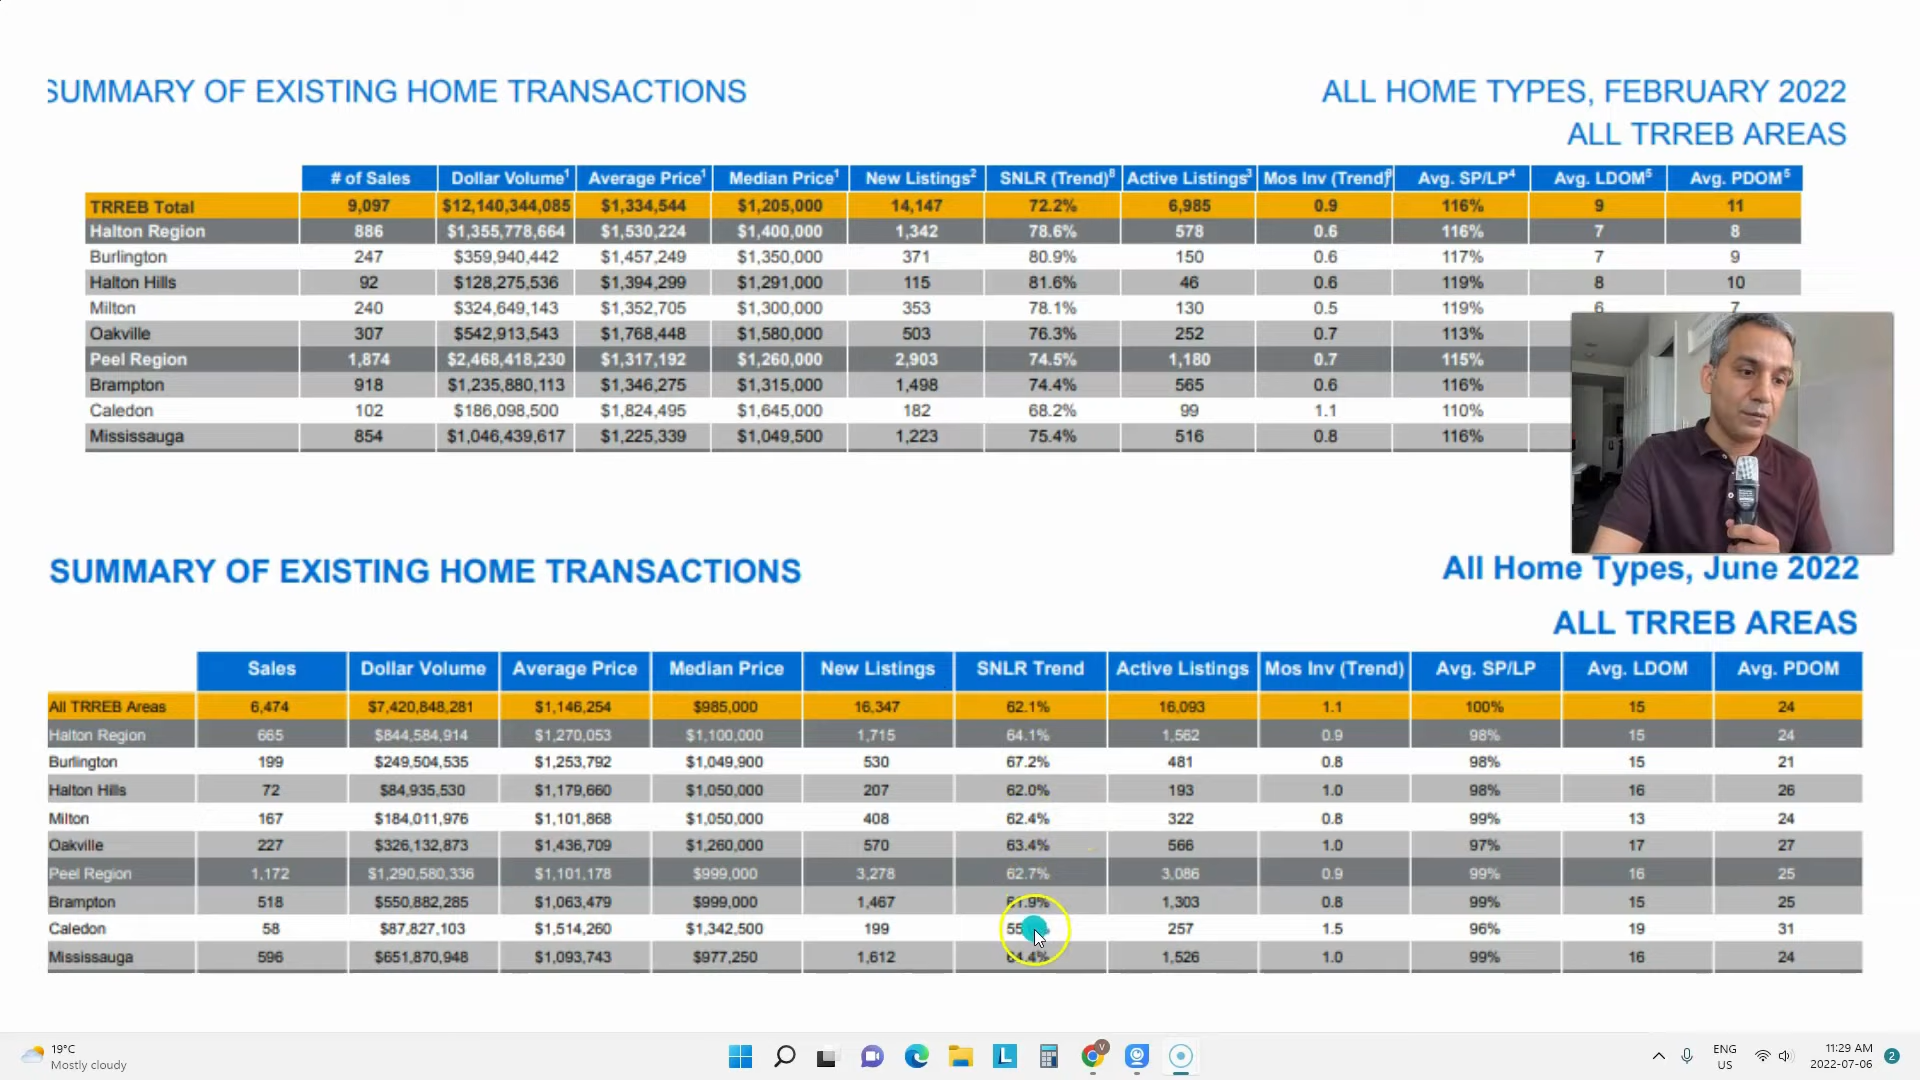 SUMMARY OF EXISTING HOME TRANSACTIONS
ALL HOME TYPES, FEBRUARY 2022
ALL TRREB AREAS
# of Sales Dollar Volume¹ Average Price¹ Median Price¹ New Listings² SNLR (Trend)⁸ Active Listings³ Mos Inv (Trend)⁹ Avg. SP/LP⁴ Avg. LDOM⁵ Avg. PDOM⁵
TRREB Total 9,097 $12,140,344,085 $1,334,544 $1,205,000 14,147 72.2% 6,985 0.9 116% 9 11
Halton Region 886 $1,355,778,664 $1,530,224 $1,400,000 1,342 78.6% 578 0.6 116% 7 8
Burlington 247 $359,940,442 $1,457,249 $1,350,000 371 80.9% 150 0.6 117% 7 9
Halton Hills 92 $128,275,536 $1,394,299 $1,291,000 115 81.6% 46 0.6 119% 8 10
Milton 240 $324,649,143 $1,352,705 $1,300,000 353 78.1% 130 0.5 119% 6 7
Oakville 307 $542,913,543 $1,768,448 $1,580,000 503 76.3% 252 0.7 113%
Peel Region 1,874 $2,468,418,230 $1,317,192 $1,260,000 2,903 74.5% 1,180 0.7 115%
Brampton 918 $1,235,880,113 $1,346,275 $1,315,000 1,498 74.4% 565 0.6 116%
Caledon 102 $186,098,500 $1,824,495 $1,645,000 182 68.2% 99 1.1 110%
Mississauga 854 $1,046,439,617 $1,225,339 $1,049,500 1,223 75.4% 516 0.8 116%
SUMMARY OF EXISTING HOME TRANSACTIONS
All Home Types, June 2022
ALL TRREB AREAS
Sales Dollar Volume Average Price Median Price New Listings SNLR Trend Active Listings Mos Inv (Trend) Avg. SP/LP Avg. LDOM Avg. PDOM
All TRREB Areas 6,474 $7,420,848,281 $1,146,254 $985,000 16,347 62.1% 16,093 1.1 100% 15 24
Halton Region 665 $844,584,914 $1,270,053 $1,100,000 1,715 64.1% 1,562 0.9 98% 15 24
Burlington 199 $249,504,535 $1,253,792 $1,049,900 530 67.2% 481 0.8 98% 15 21
Halton Hills 72 $84,935,530 $1,179,660 $1,050,000 207 62.0% 193 1.0 98% 16 26
Milton 167 $184,011,976 $1,101,868 $1,050,000 408 62.4% 322 0.8 99% 13 24
Oakville 227 $326,132,873 $1,436,709 $1,260,000 570 63.4% 566 1.0 97% 17 27
Peel Region 1,172 $1,290,580,336 $1,101,178 $999,000 3,278 62.7% 3,086 0.9 99% 16 25
Brampton 518 $550,882,285 $1,063,479 $999,000 1,467 61.9% 1,303 0.8 99% 15 25
Caledon 58 $87,827,103 $1,514,260 $1,342,500 199 257 1.5 96% 19 31
Mississauga 596 $651,870,948 $1,093,743 $977,250 1,612 64.4% 1,526 1.0 99% 16 24
19°C
Mostly cloudy
L
V
ENG
US
11:29 AM
2022-07-06
2